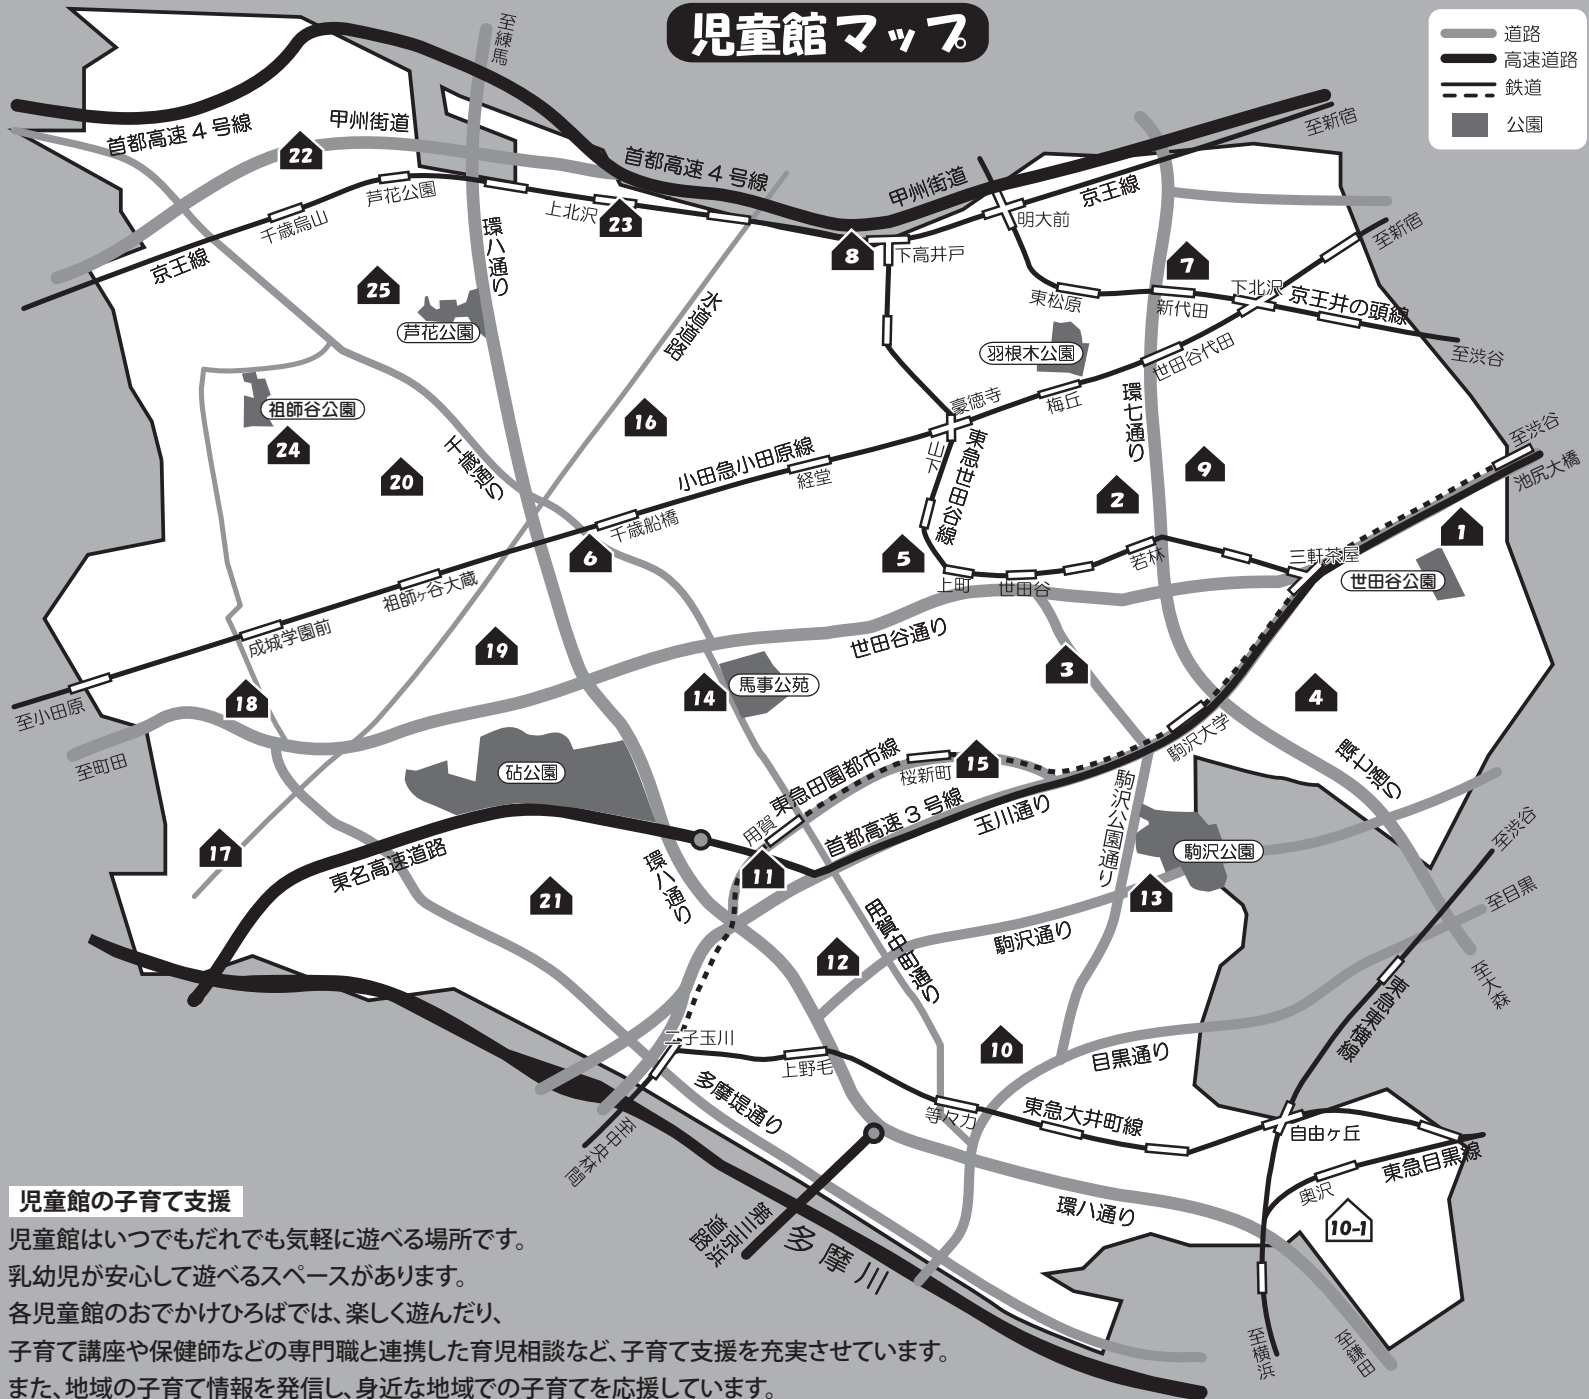 児童館マップ
道路
高速道路
鉄道
公園
至練馬
首都高速4号線
甲州街道
22
芦花公園
千歳烏山
京王線
上北沢
23
環八通り
首都高速4号線
甲州街道
京王線
至新宿
明大前
8
下高井戸
7
至新宿
25
芦花公園
水道道路
東松原
新代田
下北沢
京王井の頭線
至渋谷
羽根木公園
世田谷代田
祖師谷公園
24
20
16
千歳通り
豪徳寺
梅丘
環七通り
小田急小田原線
経堂
山下
東急世田谷線
2
9
至渋谷
池尻大橋
1
千歳船橋
6
5
若林
三軒茶屋
世田谷公園
上町
世田谷
祖師ヶ谷大蔵
成城学園前
19
世田谷通り
3
4
18
至小田原
至町田
14
馬事公苑
砧公園
駒沢大学
環七通り
東急田園都市線
桜新町
15
用賀
首都高速3号線
玉川通り
駒沢公園通り
駒沢公園
至渋谷
17
東名高速道路
環八通り
11
21
13
至目黒
用賀中町通り
駒沢通り
12
至大森
東急東横線
二子玉川
上野毛
10
目黒通り
多摩堤通り
等々力
東急大井町線
自由ヶ丘
至中央林間
東急目黒線
奥沢
10-1
環八通り
第三京浜道路
多摩川
至横浜
至鎌田
児童館の子育て支援
児童館はいつでもだれでも気軽に遊べる場所です。
乳幼児が安心して遊べるスペースがあります。
各児童館のおでかけひろばでは、楽しく遊んだり、
子育て講座や保健師などの専門職と連携した育児相談など、子育て支援を充実させています。
また、地域の子育て情報を発信し、身近な地域での子育てを応援しています。